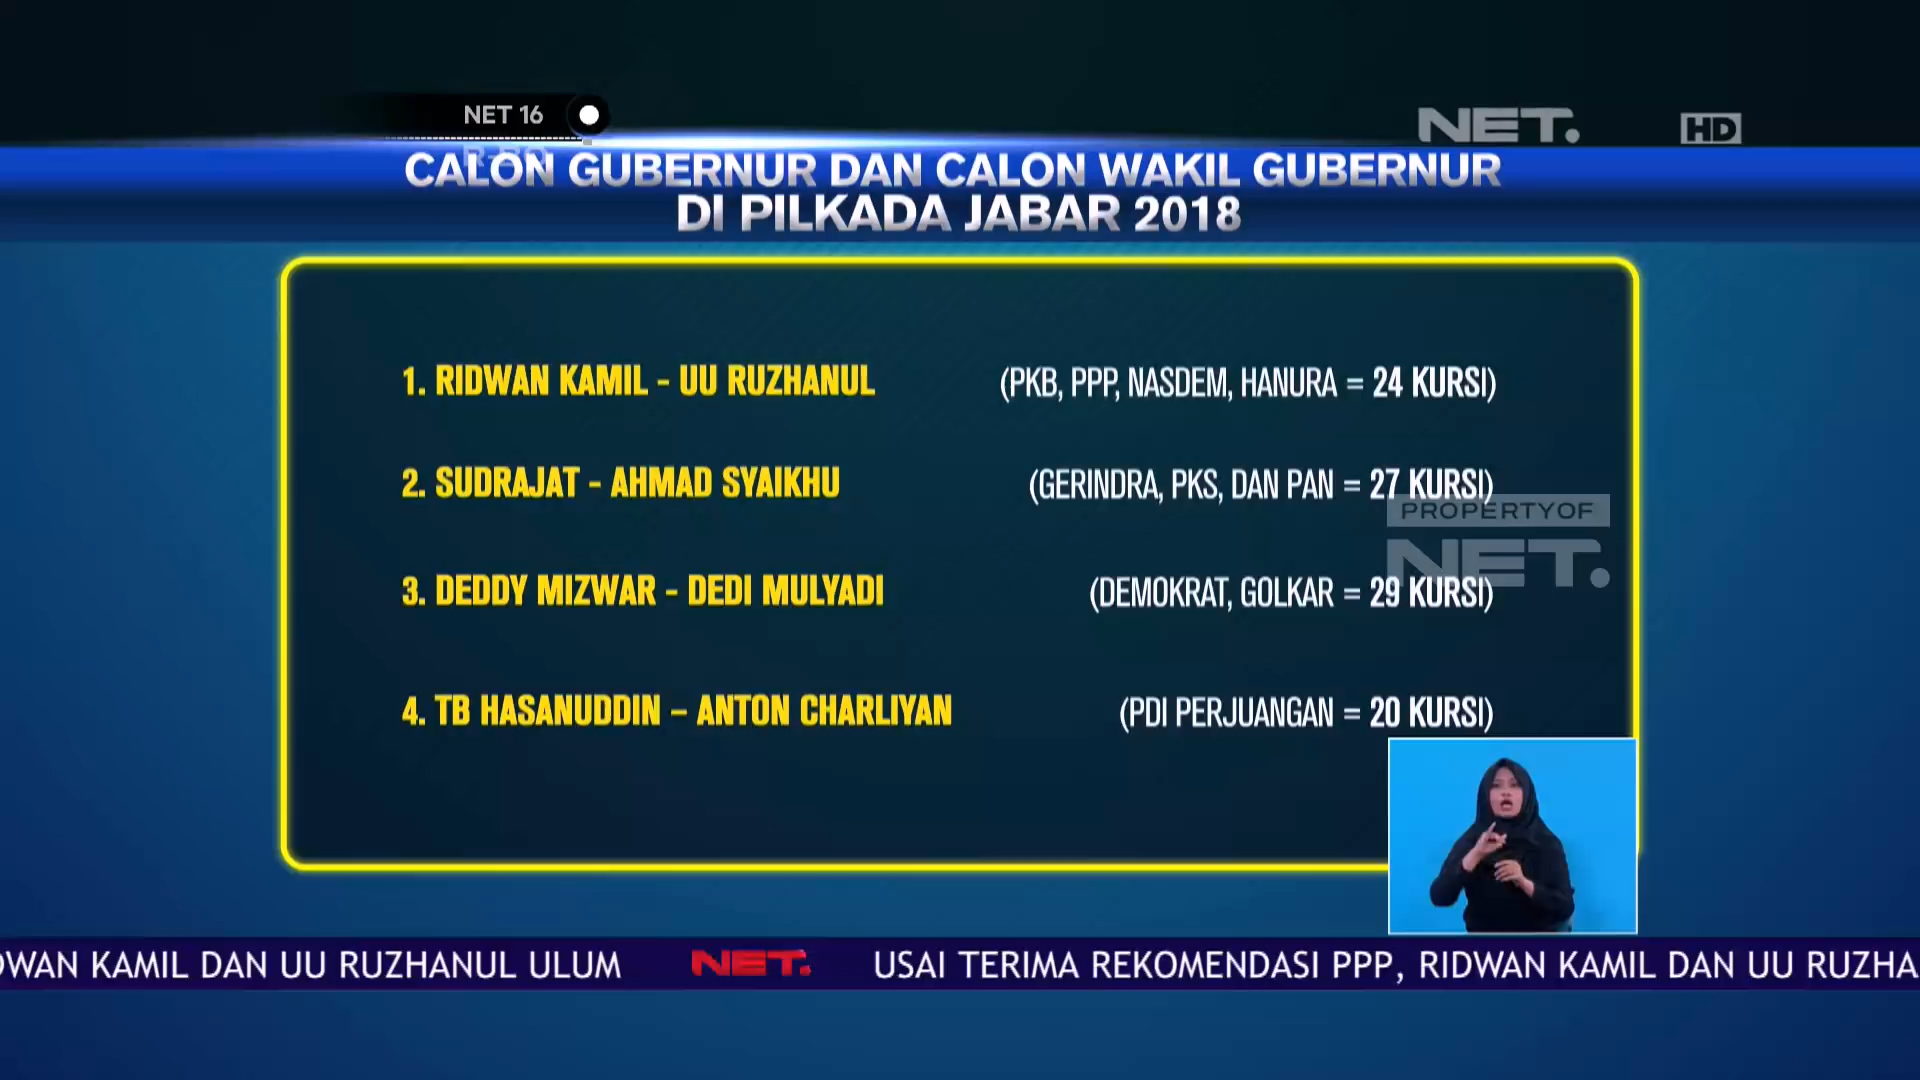 NET 16
NET.
HD
CALON GUBERNUR DAN CALON WAKIL GUBERNUR
DI PILKADA JABAR 2018
1. RIDWAN KAMIL - UU RUZHANUL (PKB, PPP, NASDEM, HANURA = 24 KURSI)
2. SUDRAJAT - AHMAD SYAIKHU (GERINDRA, PKS, DAN PAN = 27 KURSI)
PROPERTY OF
NET.
3. DEDDY MIZWAR - DEDI MULYADI (DEMOKRAT, GOLKAR = 29 KURSI)
4. TB HASANUDDIN – ANTON CHARLIYAN (PDI PERJUANGAN = 20 KURSI)
DWAN KAMIL DAN UU RUZHANUL ULUM NET. USAI TERIMA REKOMENDASI PPP, RIDWAN KAMIL DAN UU RUZHA